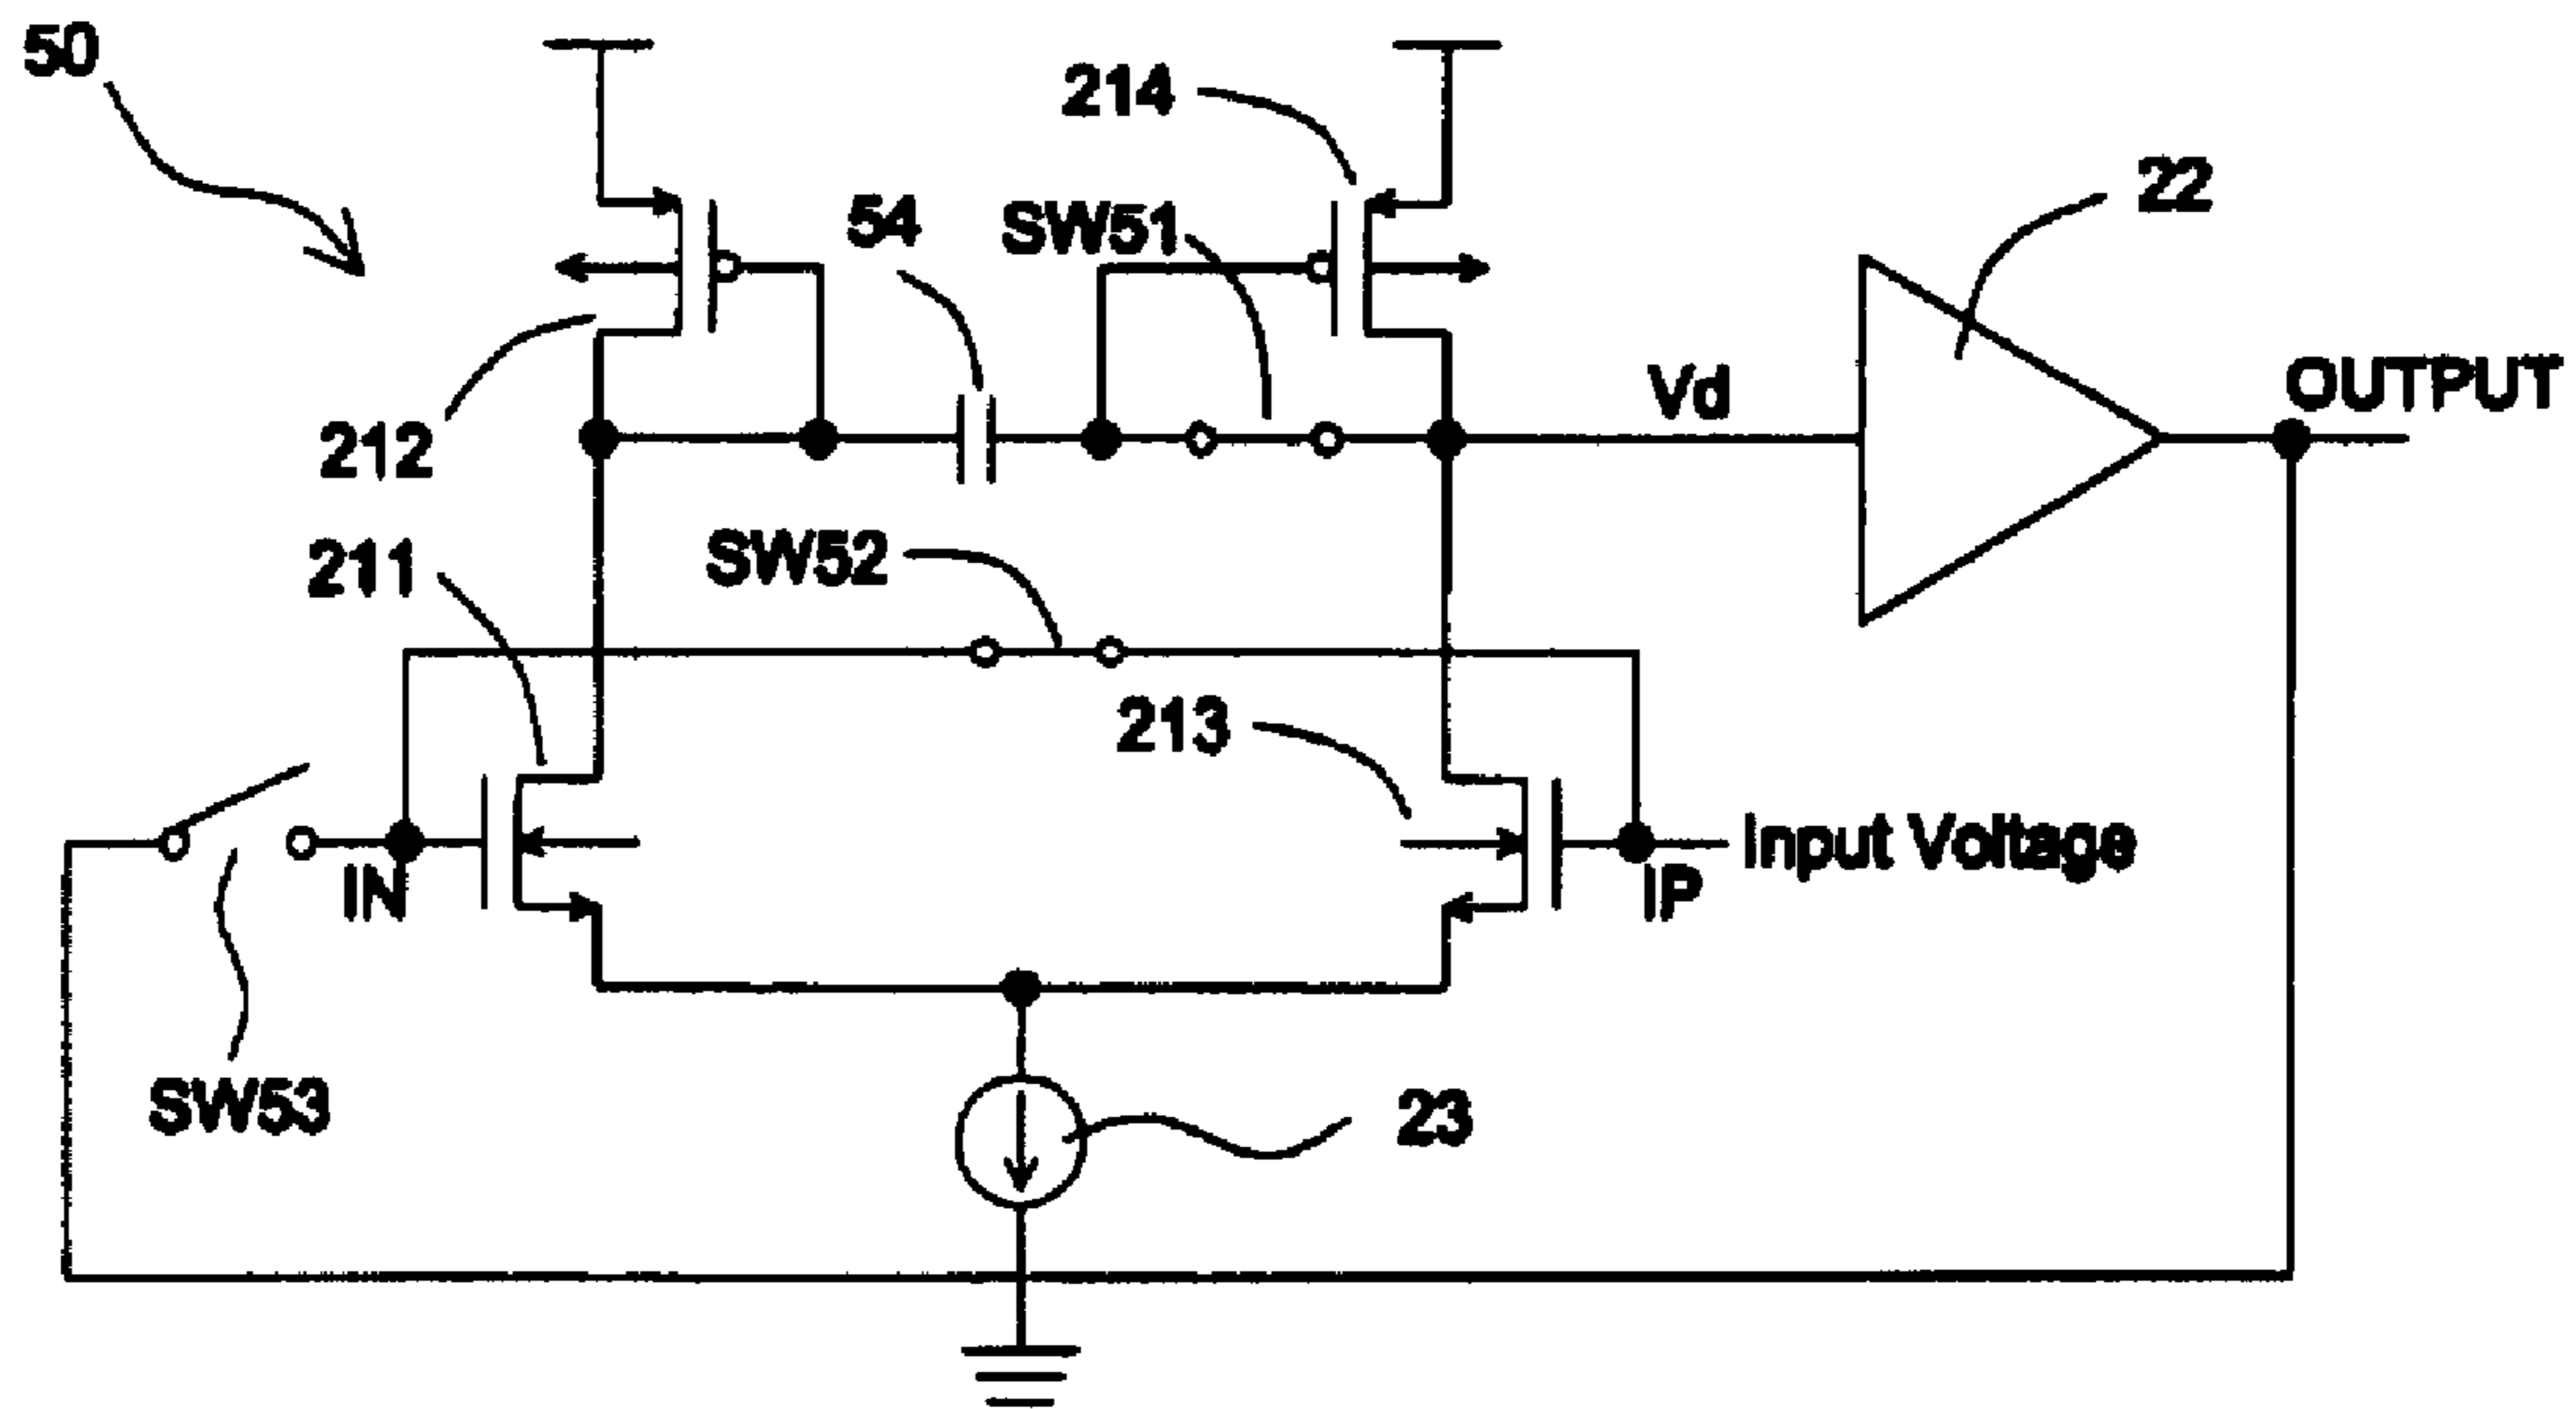 50
214
22
54
SW51
Vd
OUTPUT
212
SW52
211
213
Input Voltage
IN
IP
SW53
23